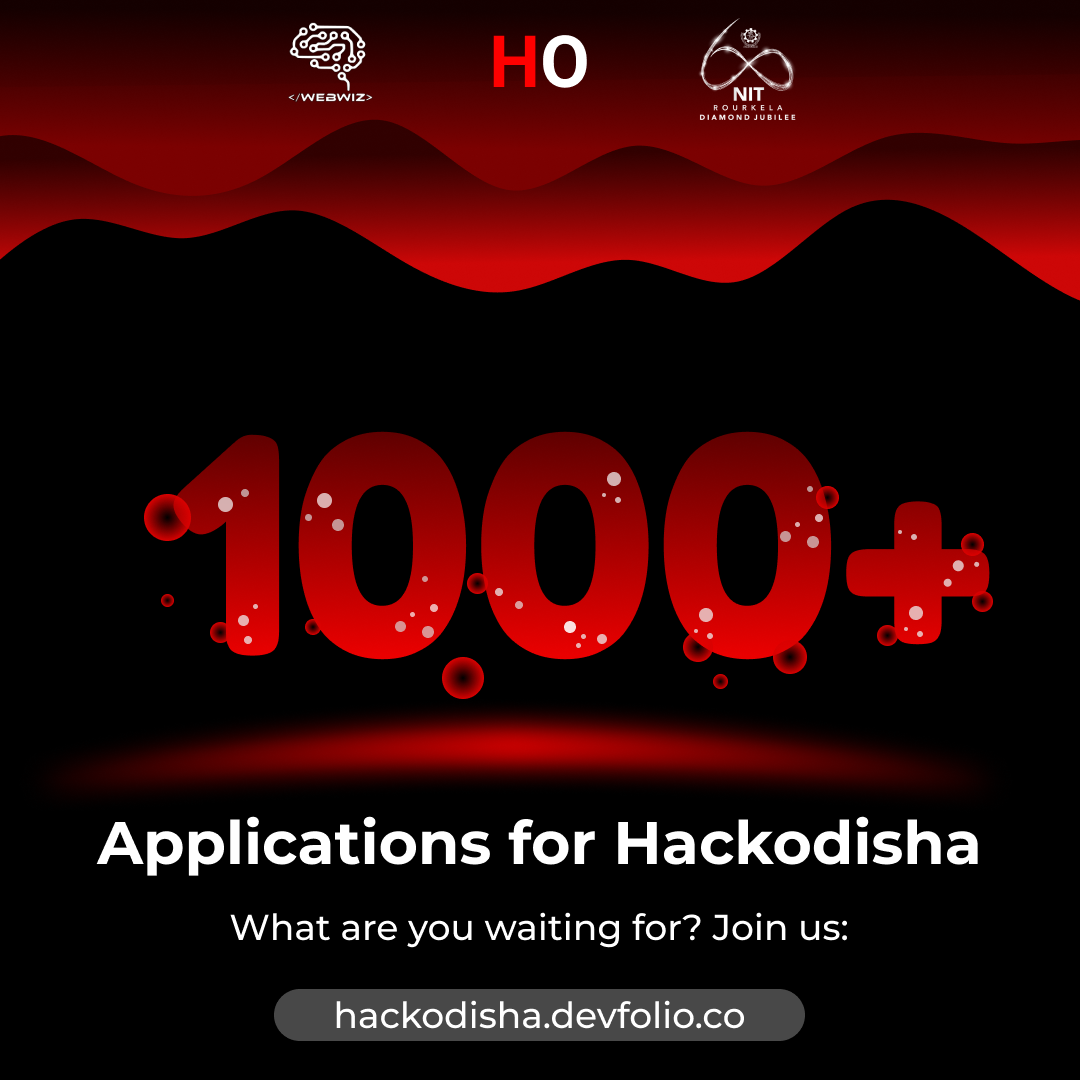 </WEBWIZ>
HO
60
NIT
ROURKELA
DIAMOND JUBILEE
1000+
Applications for Hackodisha
What are you waiting for? Join us:
hackodisha.devfolio.co